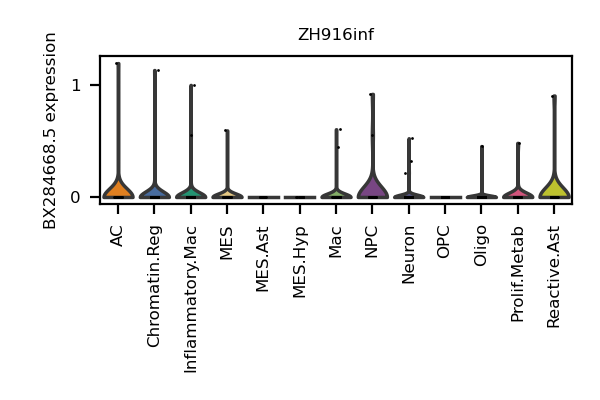 ZH916inf
BX284668.5 expression
1
0
AC
Chromatin.Reg
Inflammatory.Mac
MES
MES.Ast
MES.Hyp
Mac
NPC
Neuron
OPC
Oligo
Prolif.Metab
Reactive.Ast